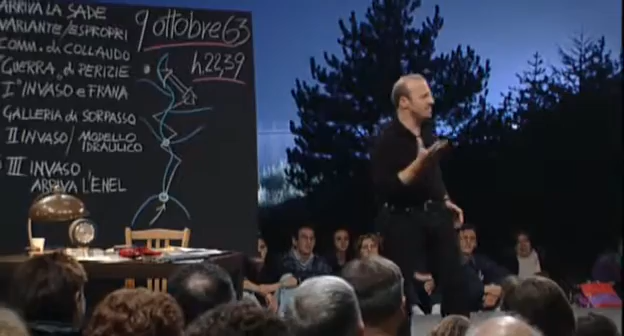 ARRIVA LA SADE
VARIANTE/ESPROPRI
COMM. di COLLAUDO
"GUERRA" di PERIZIE
I° INVASO e FRANA
GALLERIA di SORPASSO
II INVASO/ MODELLO IDRAULICO
III INVASO
ARRIVA L'ENEL
9 ottobre 63
h.22,39